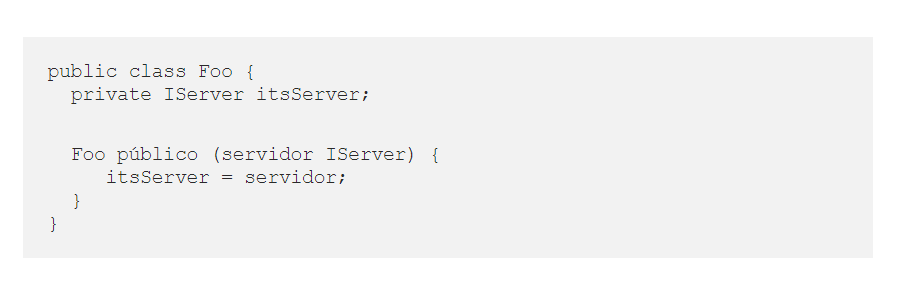 public class Foo {
private IServer itsServer;
Foo público (servidor IServer) {
itsServer = servidor;
}
}